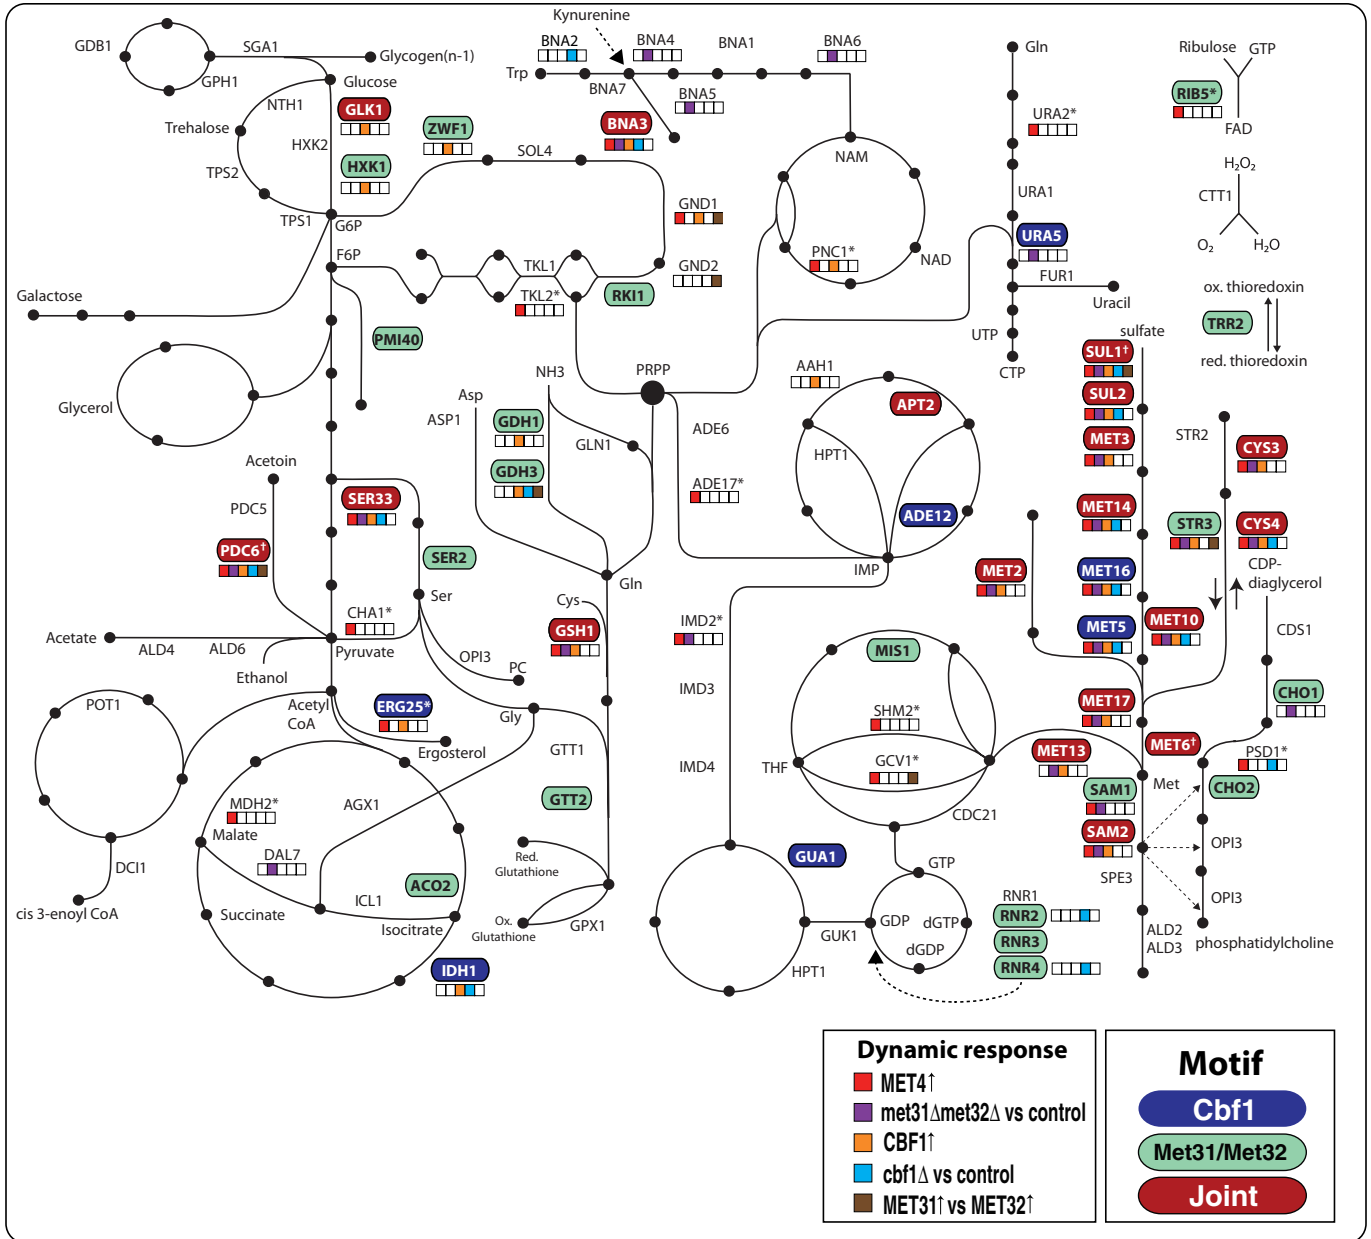 Kynurenine
GDB1
SGA1
Glycogen(n-1)
GPH1
Glucose
NTH1
GLK1
Trehalose
HXK2
HXK1
TPS2
TPS1
G6P
ZWF1
SOL4
BNA2
BNA4
BNA1
BNA6
Trp
BNA7
BNA5
BNA3
NAM
PNC1*
NAD
Gln
URA2*
URA1
URA5
FUR1
Uracil
UTP
CTP
Ribulose
GTP
RIB5*
FAD
H2O2
CTT1
O2
H2O
ox. thioredoxin
TRR2
red. thioredoxin
GND1
GND2
F6P
TKL1
TKL2*
RKI1
Galactose
PMI40
Glycerol
NH3
PRPP
Asp
ASP1
GDH1
GLN1
GDH3
ADE6
ADE17*
AAH1
APT2
HPT1
ADE12
IMP
sulfate
SUL1†
SUL2
MET3
MET14
MET16
MET5
MET10
MET2
MET17
STR2
CYS3
STR3
CYS4
CDP-
diaglycerol
CDS1
CHO1
PSD1*
CHO2
Acetoin
PDC5
SER33
PDC6†
SER2
Ser
CHA1*
Acetate
ALD4
ALD6
Pyruvate
Ethanol
OPI3
PC
Gln
Cys
GSH1
IMD2*
IMD3
IMD4
MIS1
SHM2*
GCV1*
THF
CDC21
MET13
MET6†
Met
SAM1
SAM2
SPE3
OPI3
OPI3
ALD2
ALD3
phosphatidylcholine
POT1
Acetyl
CoA
ERG25*
Ergosterol
Gly
GTT1
GTT2
AGX1
MDH2*
Malate
DAL7
ACO2
ICL1
Succinate
Isocitrate
IDH1
DCI1
cis 3-enoyl CoA
Red.
Glutathione
Ox.
Glutathione
GPX1
GUA1
GTP
GDP
dGTP
dGDP
GUK1
HPT1
RNR1
RNR2
RNR3
RNR4
Dynamic response
MET4↑
met31Δmet32Δ vs control
CBF1↑
cbf1Δ vs control
MET31↑ vs MET32↑
Motif
Cbf1
Met31/Met32
Joint